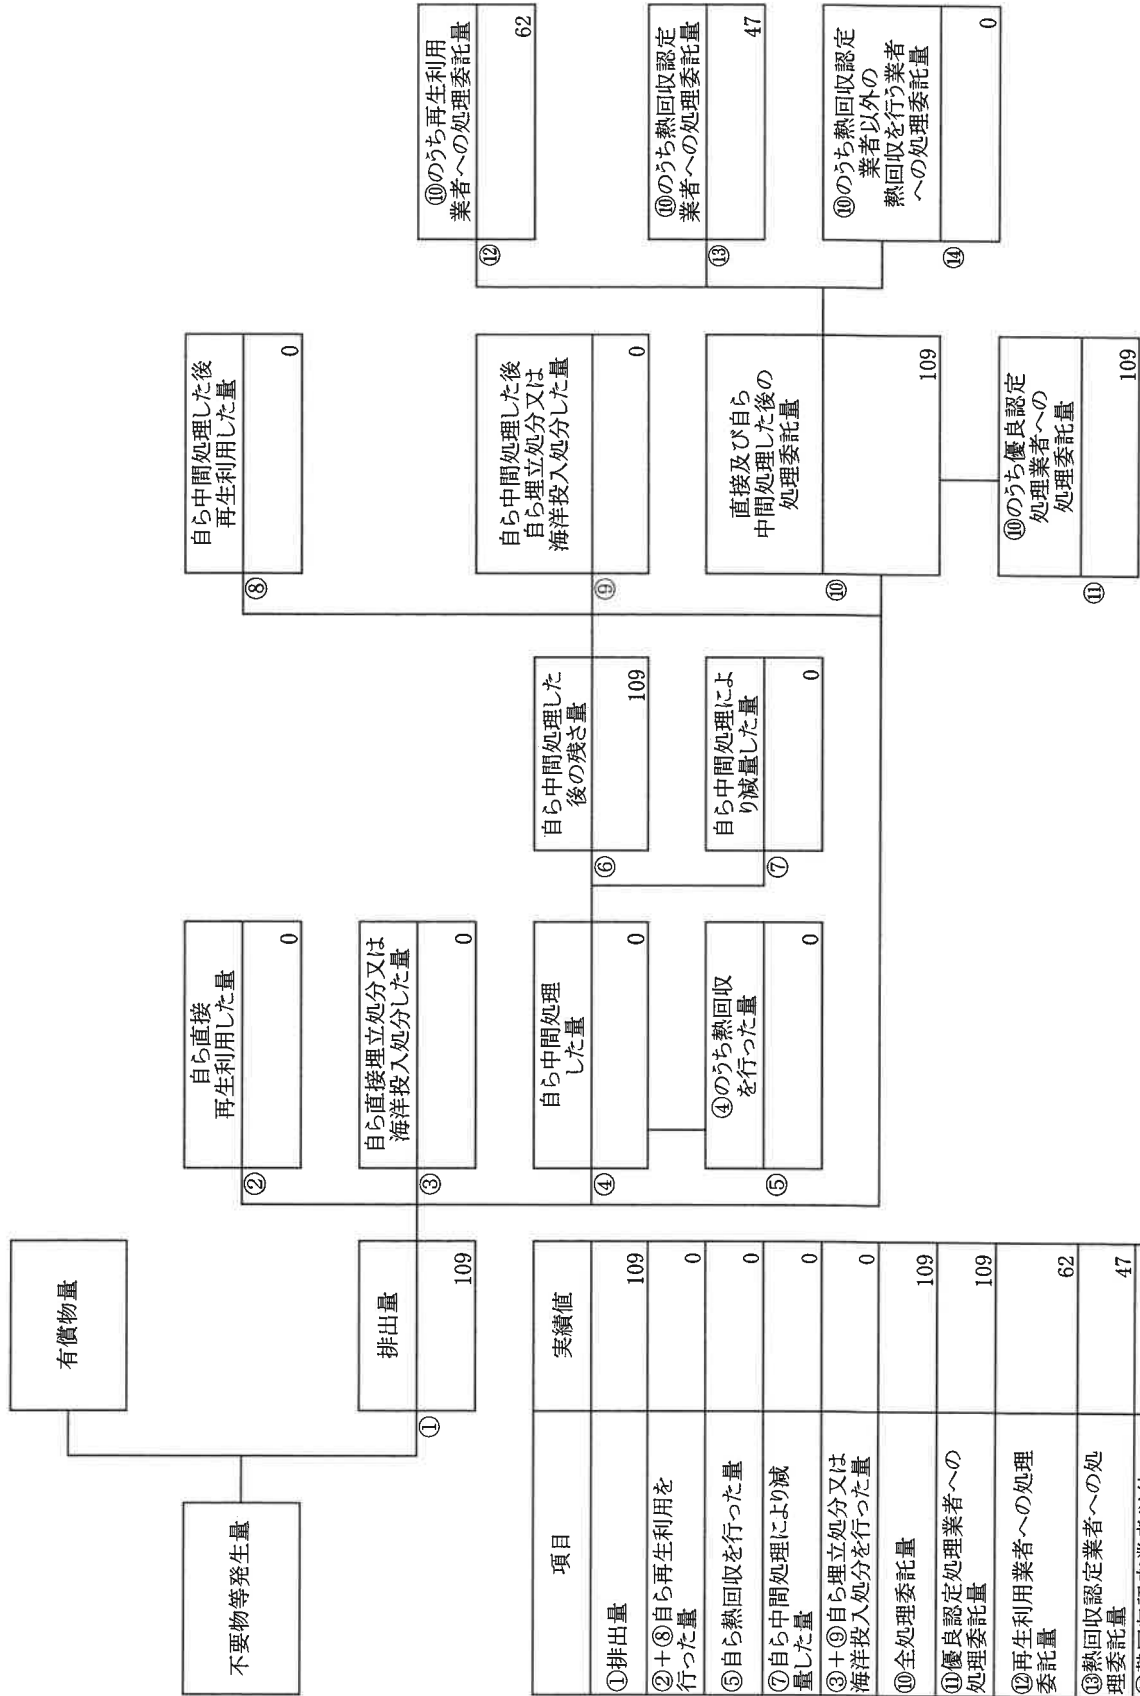 不要物等発生量
有償物量
①
排出量
109
②
自ら直接
再生利用した量
0
③
自ら直接埋立処分又は
海洋投入処分した量
0
④
自ら中間処理
した量
0
⑤
④のうち熱回収
を行った量
0
⑥
自ら中間処理した
後の残さ量
109
⑦
自ら中間処理によ
り減量した量
0
⑧
自ら中間処理した後
再生利用した量
0
⑨
自ら中間処理した後
自ら埋立処分又は
海洋投入処分した量
0
⑩
直接及び自ら
中間処理した後の
処理委託量
109
⑪
⑩のうち優良認定
処理業者への
処理委託量
109
⑫
⑩のうち再生利用
業者への処理委託量
62
⑬
⑩のうち熱回収認定
業者への処理委託量
47
⑭
⑩のうち熱回収認定
業者以外の
熱回収を行う業者
への処理委託量
0
項目
実績値
①排出量
109
②+⑧自ら再生利用を
行った量
0
⑤自ら熱回収を行った量
0
⑦自ら中間処理により減
量した量
0
③+⑨自ら埋立処分又は
海洋投入処分を行った量
0
⑩全処理委託量
109
⑪優良認定処理業者への
処理委託量
109
⑫再生利用業者への処理
委託量
62
⑬熱回収認定業者への処
理委託量
47